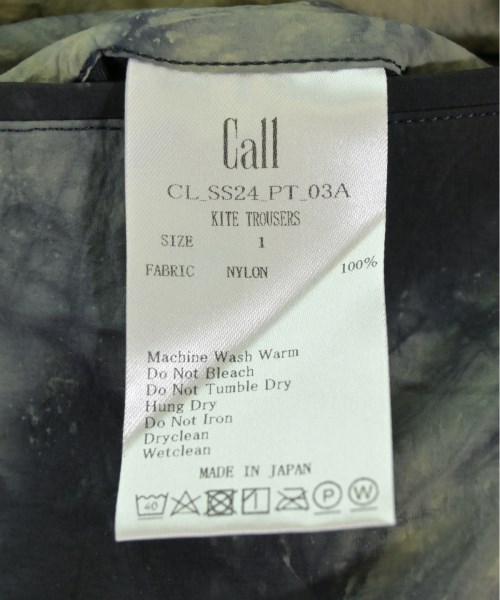 Call
CL_SS24_PT_03A
KITE TROUSERS
SIZE 1
FABRIC NYLON 100%
Machine Wash Warm
Do Not Bleach
Do Not Tumble Dry
Hung Dry
Do Not Iron
Dryclean
Wetclean
MADE IN JAPAN
40 P W